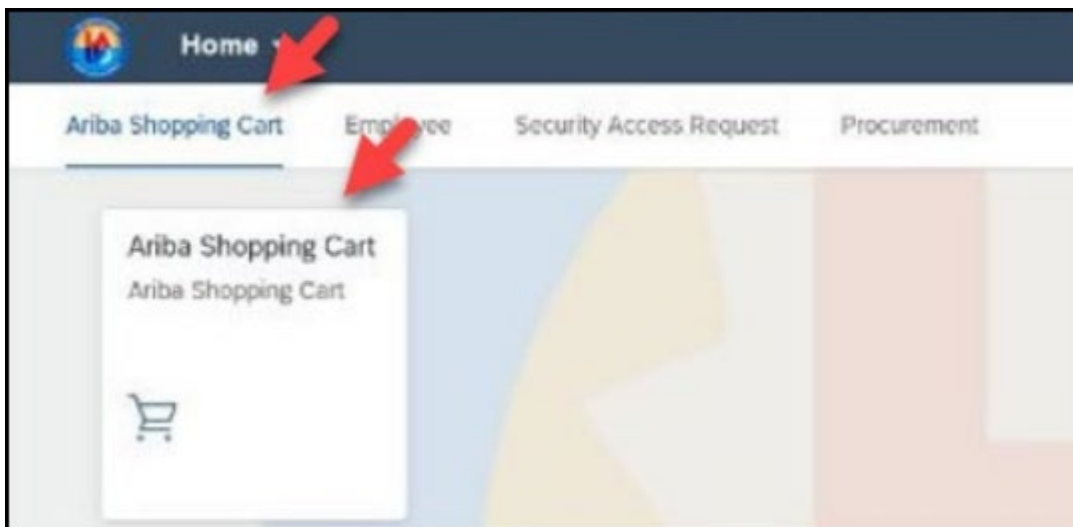 Home
Ariba Shopping Cart Employee Security Access Request Procurement
Ariba Shopping Cart
Ariba Shopping Cart